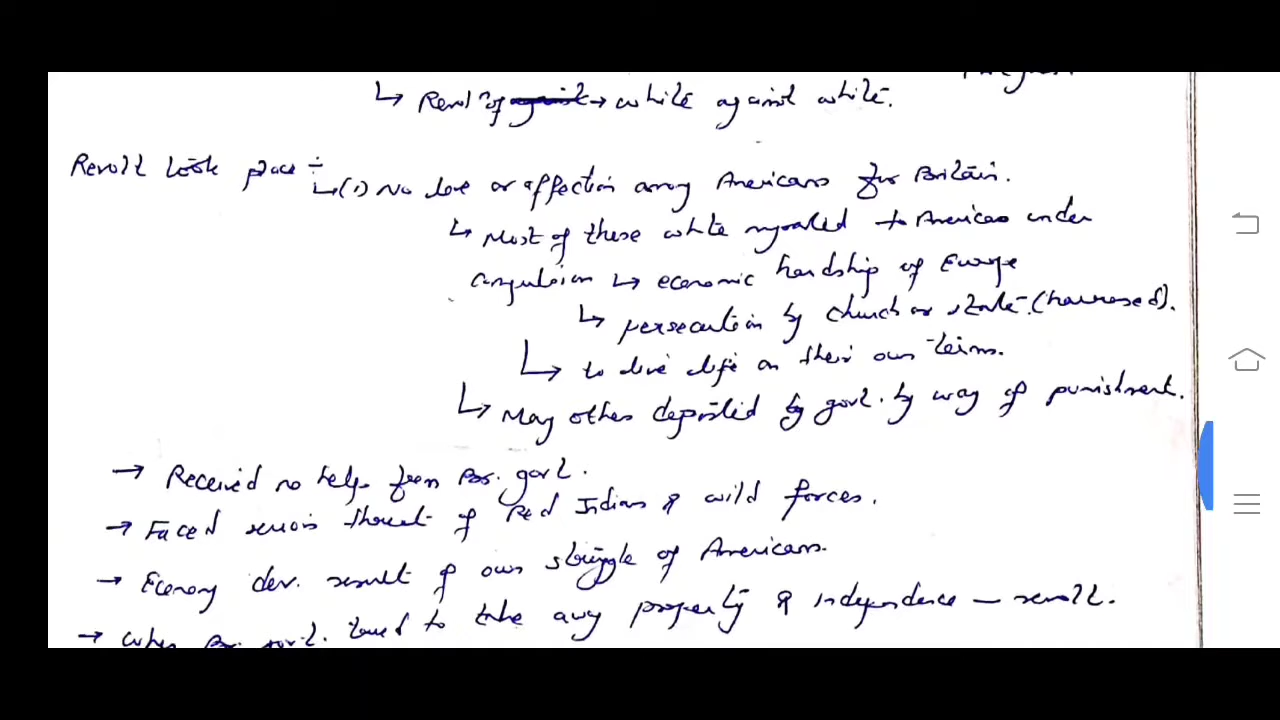 ↳ Revolt of → white against white.
Revolt took place ÷
↳ (1) No love or affection among Americans for Britain.
↳ Most of these white migrated to America under
compulsion ↳ economic hardship of Europe
↳ persecution by church or state (harrased).
↳ to live life on their own terms.
↳ Many others deported by govt. by way of punishment.
→ Received no help from Br. govt.
→ Faced serious threat of Red Indians & wild forces.
→ Economy dev. result of own struggle of Americans.
→ When Br. govt. to take away property & independence — revolt.